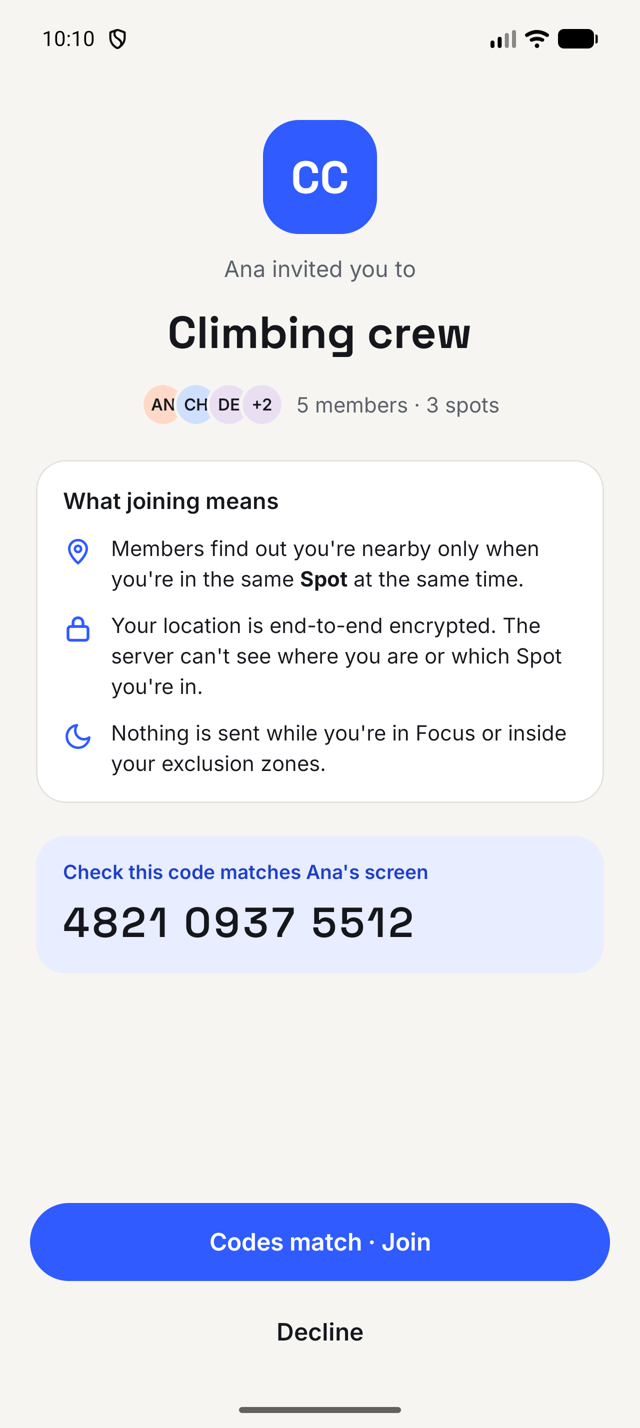 10:10
CC
Ana invited you to
Climbing crew
AN CH DE +2 5 members · 3 spots
What joining means
Members find out you're nearby only when
you're in the same Spot at the same time.
Your location is end-to-end encrypted. The
server can't see where you are or which Spot
you're in.
Nothing is sent while you're in Focus or inside
your exclusion zones.
Check this code matches Ana's screen
4821 0937 5512
Codes match · Join
Decline